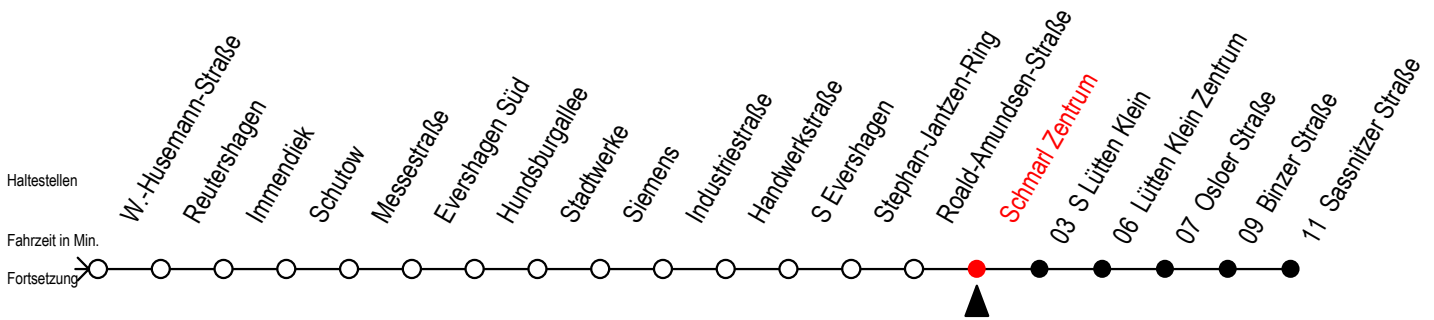 Haltestellen
Fahrzeit in Min.
Fortsetzung
W.-Husemann-Straße
Reutershagen
Immendiek
Schutow
Messestraße
Evershagen Süd
Hundsburgallee
Stadtwerke
Siemens
Industriestraße
Handwerkstraße
S Evershagen
Stephan-Jantzen-Ring
Roald-Amundsen-Straße
Schmarl Zentrum
03 S Lütten Klein
06 Lütten Klein Zentrum
07 Osloer Straße
09 Binzer Straße
11 Sassnitzer Straße